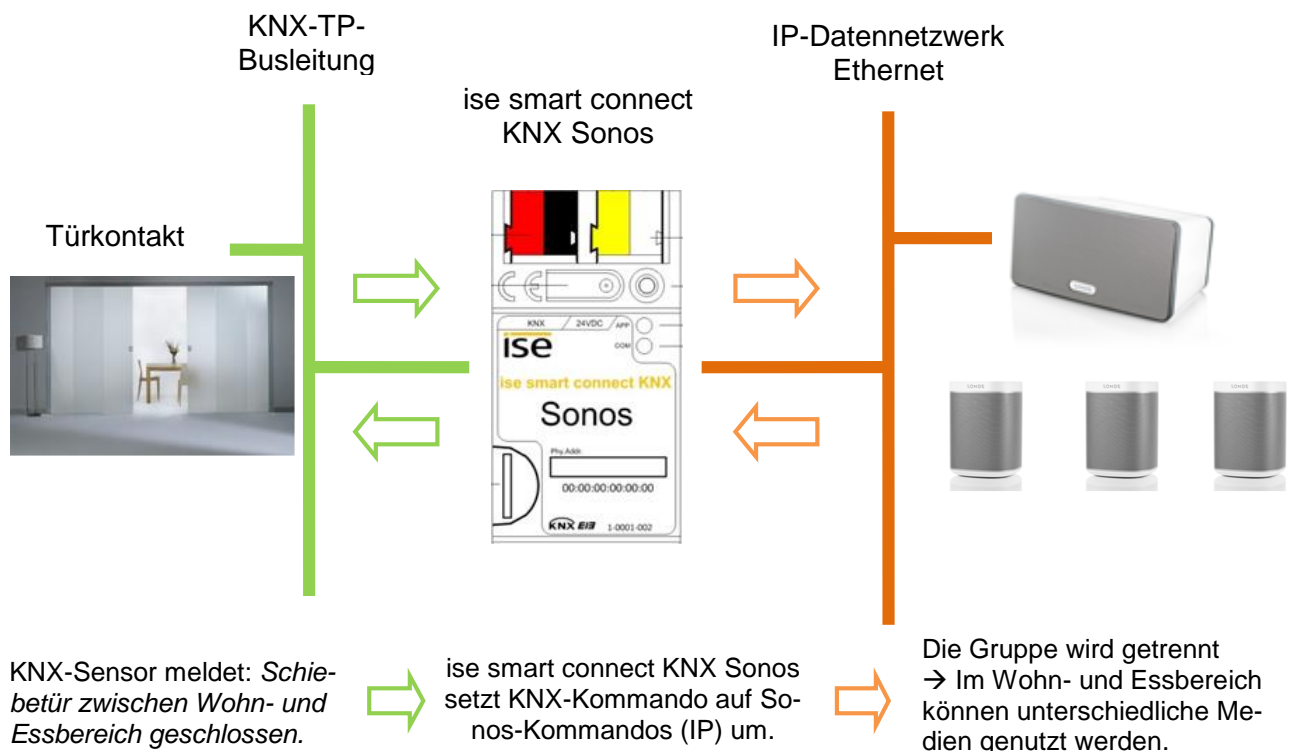 KNX-TP-
Busleitung
IP-Datennetzwerk
Ethernet
ise smart connect
KNX Sonos
Türkontakt
KNX
24VDC
APP
COM
ise
ise smart connect KNX
Sonos
Phy.Addr.
00:00:00:00:00:00
KNX EIB
1-0001-002
SONOS
SONOS
SONOS
KNX-Sensor meldet: Schie-
betür zwischen Wohn- und
Essbereich geschlossen.
ise smart connect KNX Sonos
setzt KNX-Kommando auf So-
nos-Kommandos (IP) um.
Die Gruppe wird getrennt
→ Im Wohn- und Essbereich
können unterschiedliche Me-
dien genutzt werden.